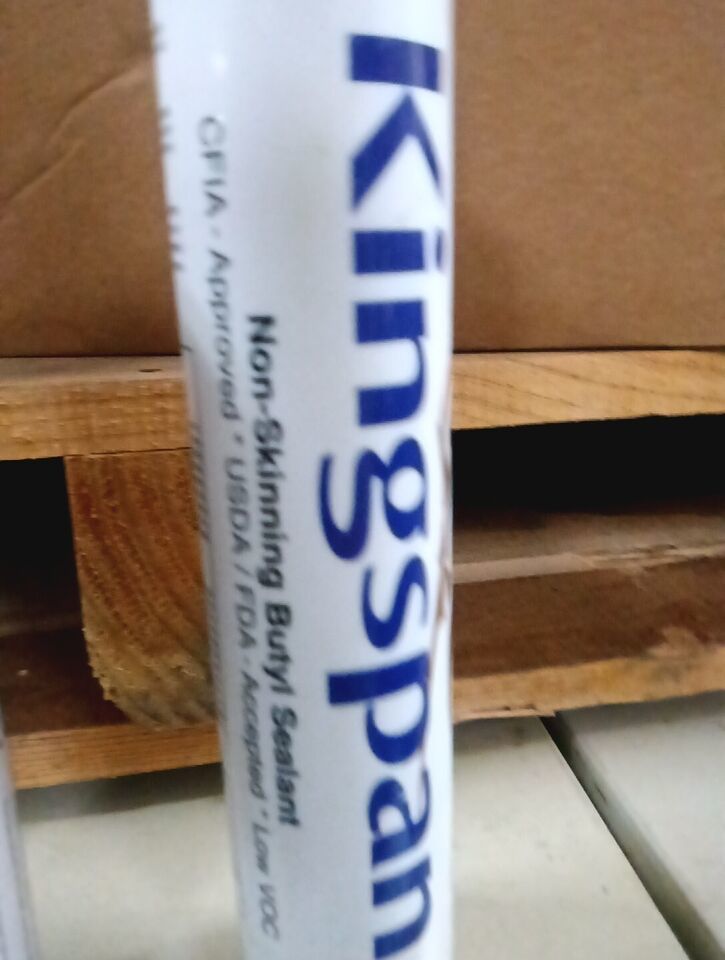 Kingspan
Non-Skinning Butyl Sealant
CFIA - Approved * USDA / FDA - Accepted * Low VOC